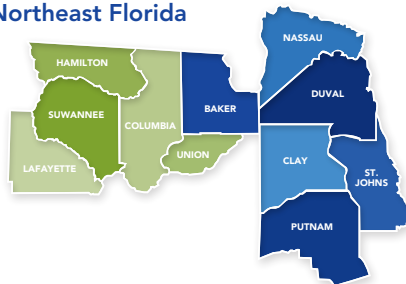 Northeast Florida
NASSAU
HAMILTON
DUVAL
SUWANNEE
COLUMBIA
BAKER
UNION
CLAY
LAFAYETTE
ST.
JOHNS
PUTNAM